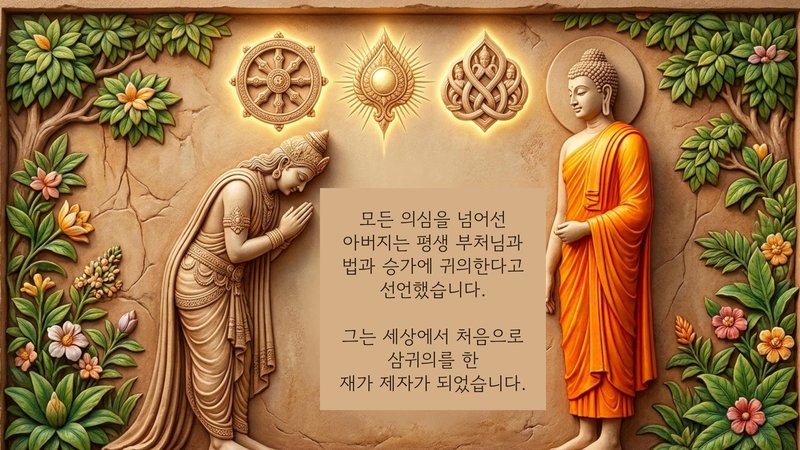 모든 의심을 넘어선
아버지는 평생 부처님과
법과 승가에 귀의한다고
선언했습니다.
그는 세상에서 처음으로
삼귀의를 한
재가 제자가 되었습니다.